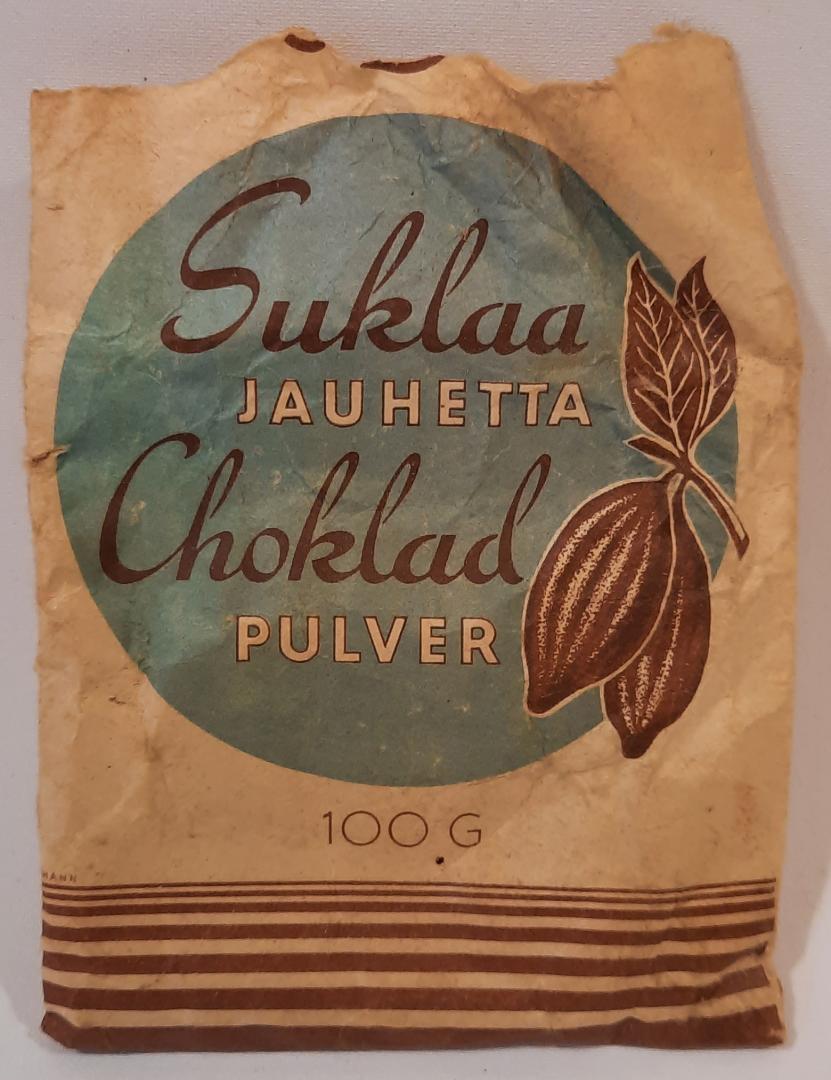 Suklaa
JAUHETTA
Choklad
PULVER
100 G